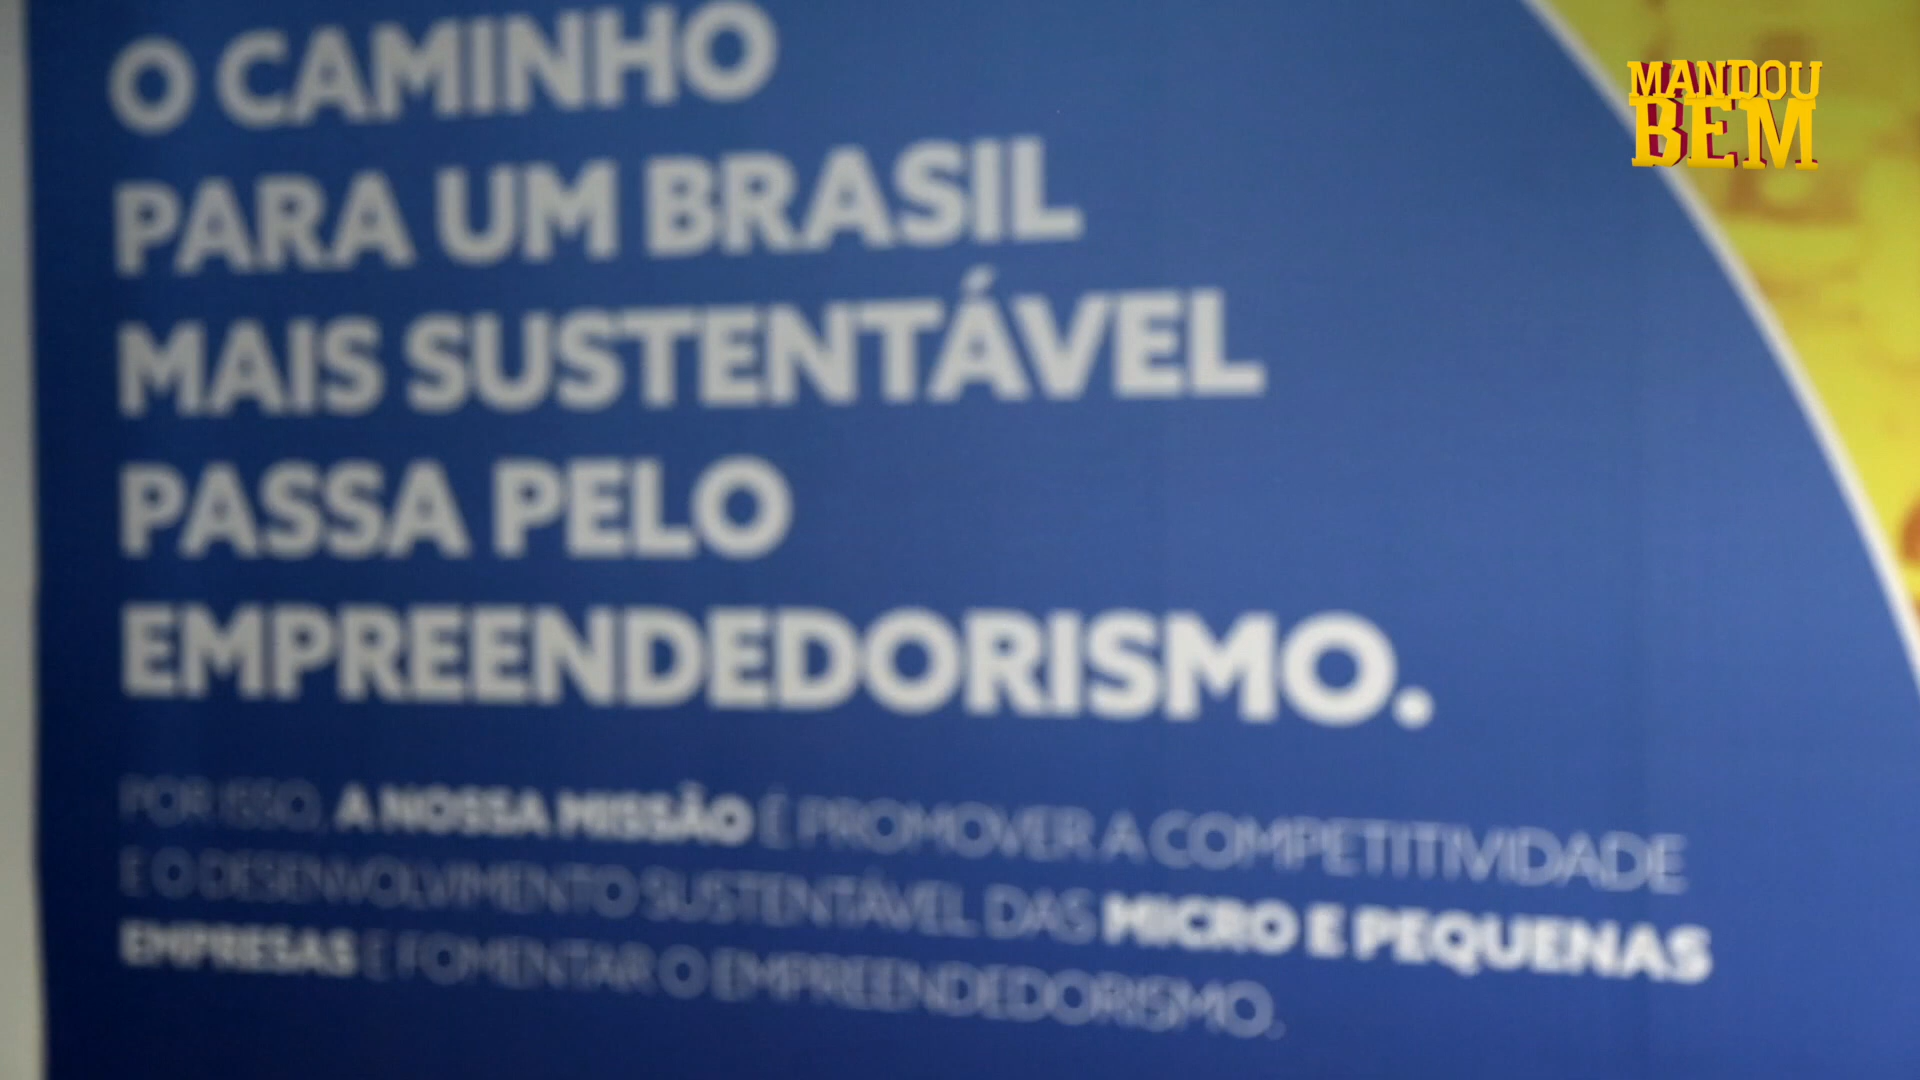 O CAMINHO
PARA UM BRASIL
MAIS SUSTENTÁVEL
PASSA PELO
EMPREENDEDORISMO.
POR ISSO, A NOSSA MISSÃO É PROMOVER A COMPETITIVIDADE
E O DESENVOLVIMENTO SUSTENTÁVEL DAS MICRO E PEQUENAS
EMPRESAS E FOMENTAR O EMPREENDEDORISMO.
MANDOU
BEM